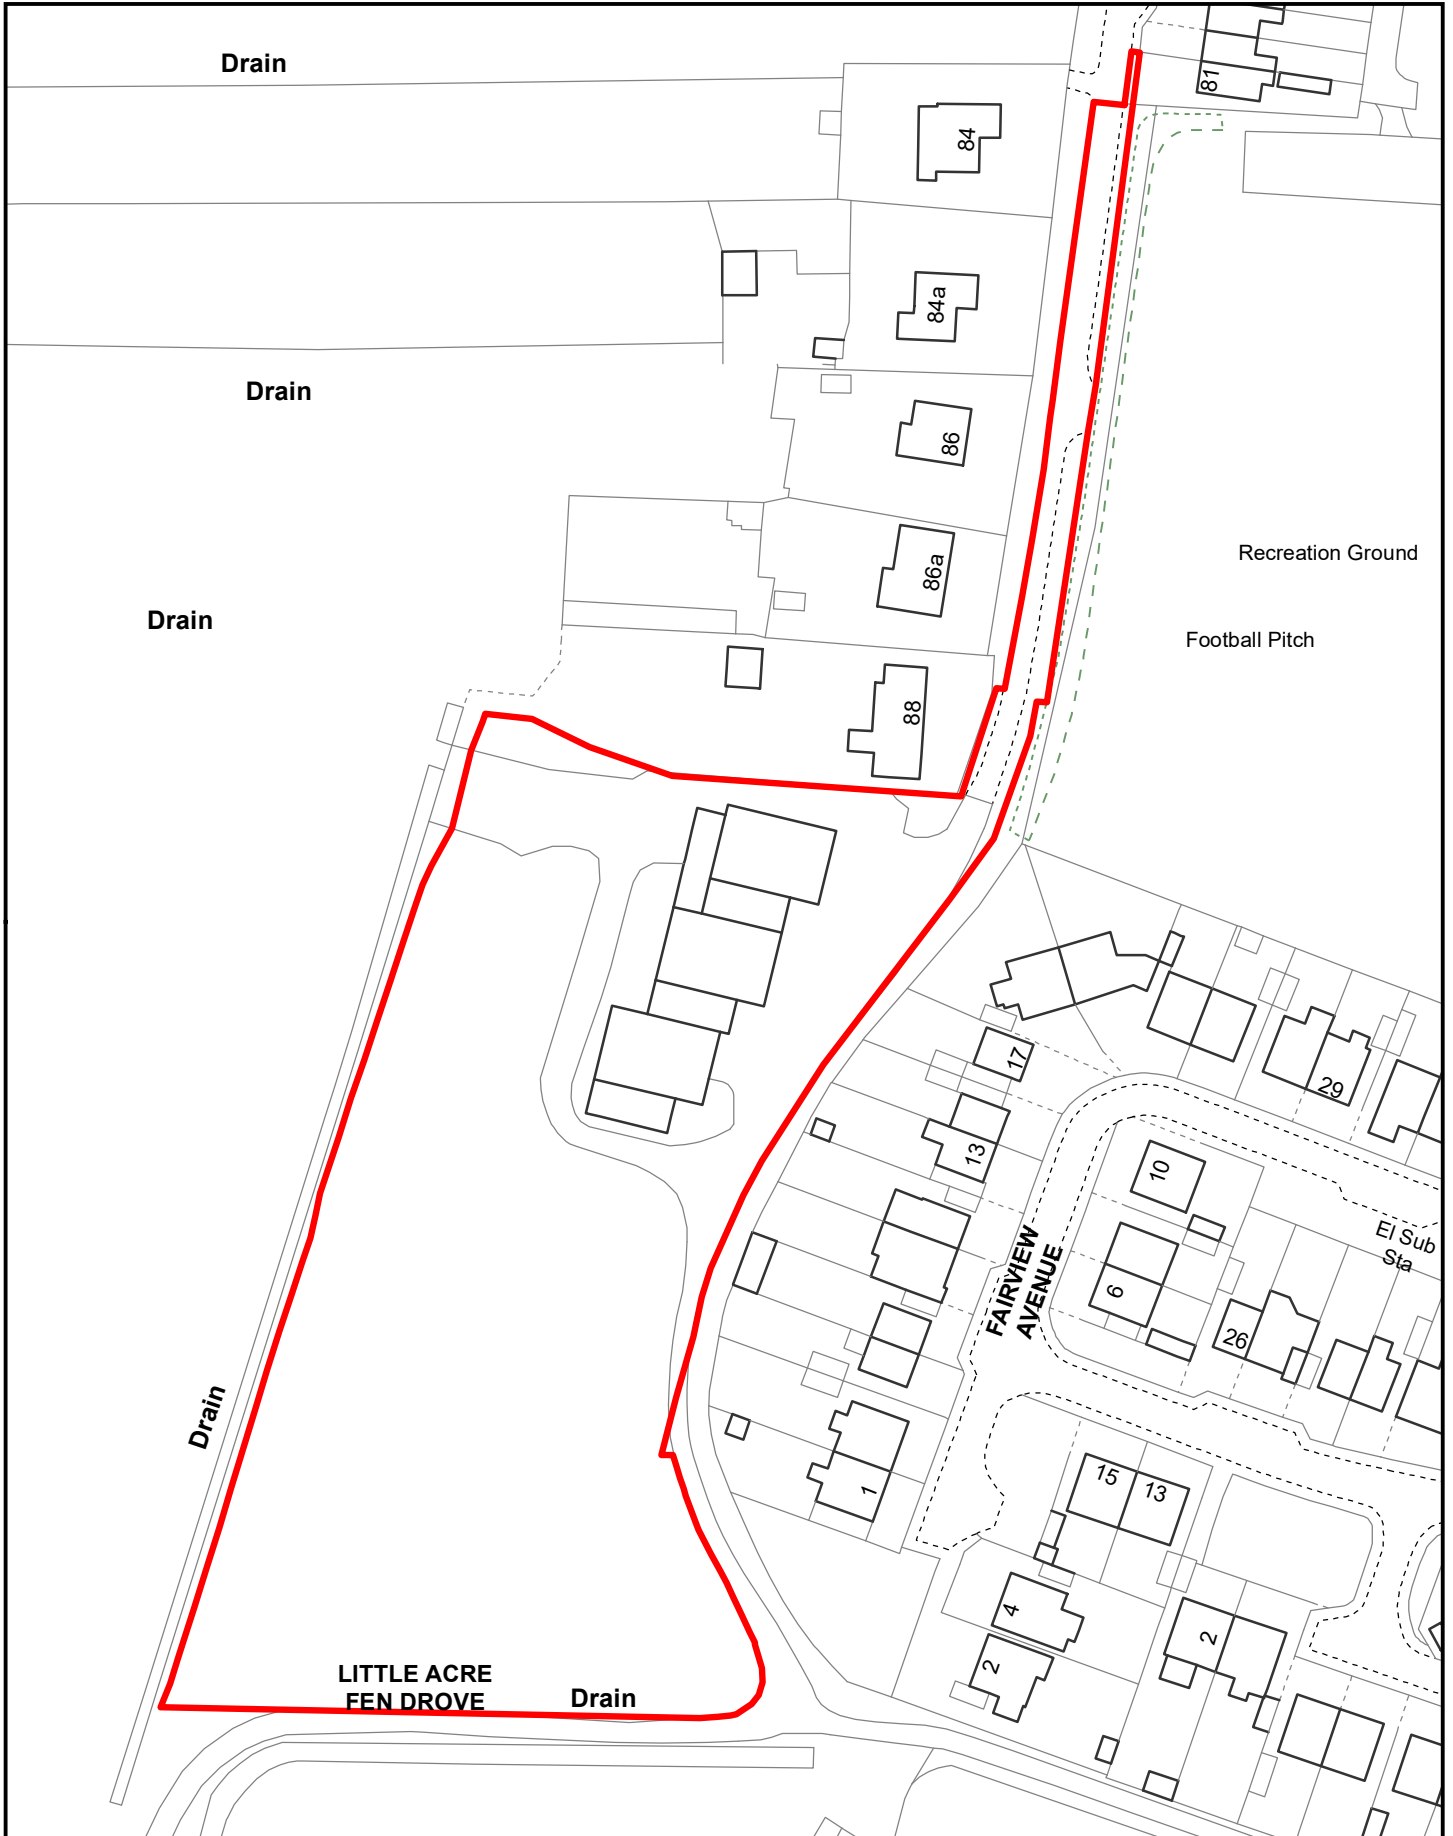 Drain
81
84
84a
Drain
86
Recreation Ground
86a
Drain
Football Pitch
88
17
29
13
10
El Sub
Sta
FAIRVIEW
AVENUE
6
26
Drain
15
13
1
4
2
2
LITTLE ACRE
FEN DROVE
Drain